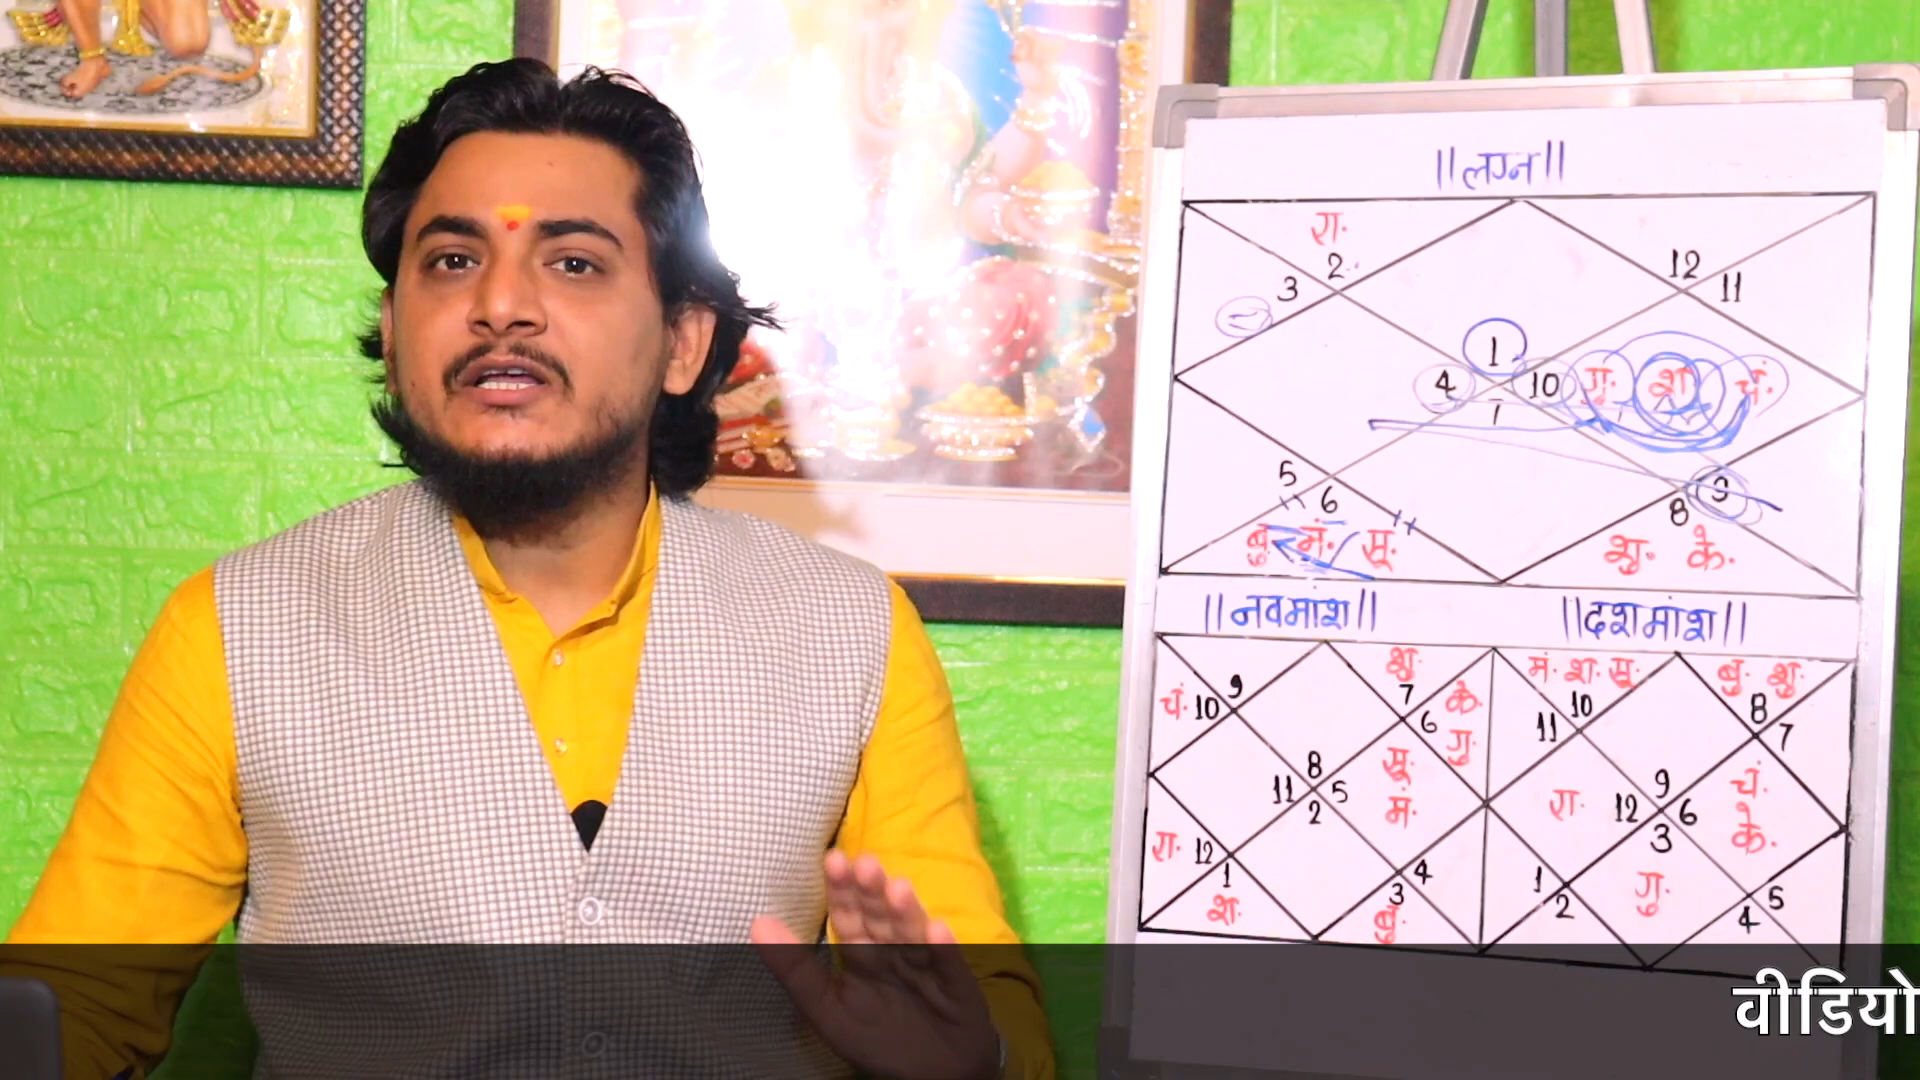 ||लग्न||
रा.
2
3
12
11
1
4
10 गु. श. चं.
7
5
6
9
8
बु. मं. सू.
शु. के.
||नवमांश||
चं. 10
9
शु.
7
के.
6
गु.
8
11
5
2
सू.
मं.
रा. 12
1
श.
4
3
बु.
||दशमांश||
मं. श. सू.
10
11
बु. शु.
8
7
रा. 12
9
6
3
चं.
के.
1
2
गु.
5
4
वीडियो